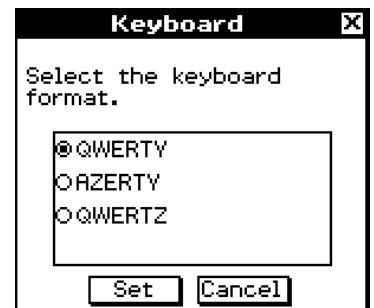 Keyboard X
Select the keyboard
format.
QWERTY
AZERTY
QWERTZ
Set Cancel